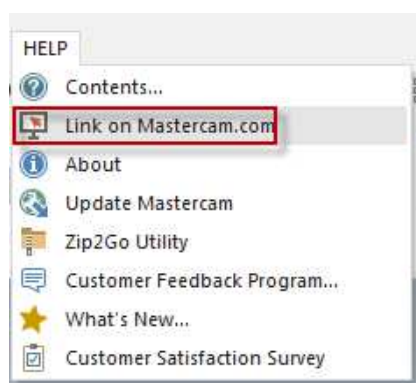 HELP
Contents...
Link on Mastercam.com
About
Update Mastercam
Zip2Go Utility
Customer Feedback Program...
What's New...
Customer Satisfaction Survey